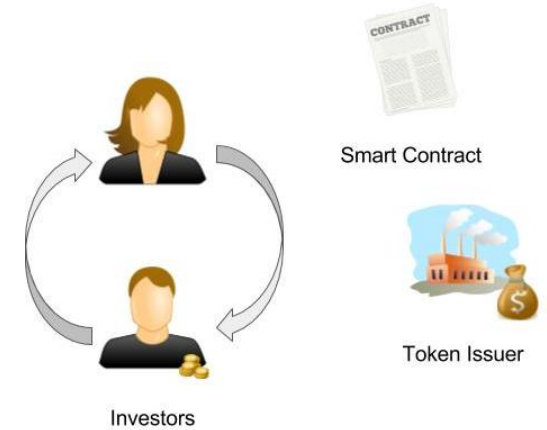 CONTRACT
Smart Contract
$
Token Issuer
Investors